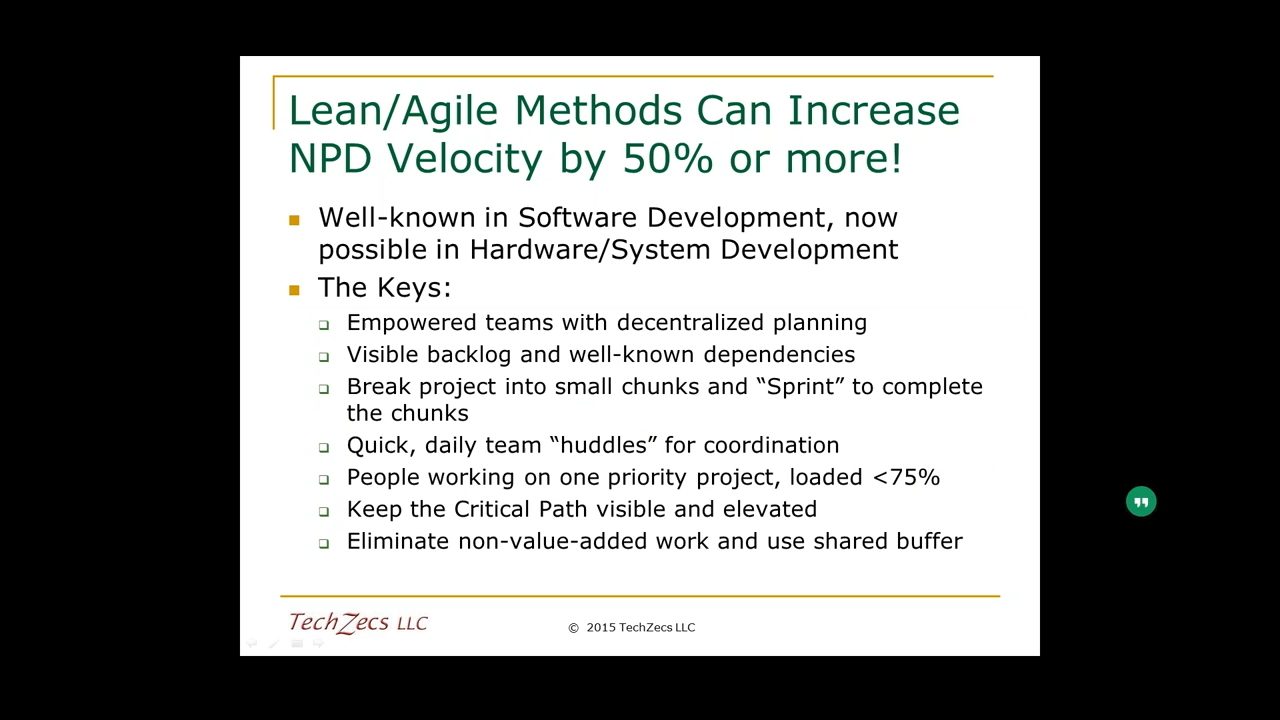 Lean/Agile Methods Can Increase
NPD Velocity by 50% or more!
Well-known in Software Development, now
possible in Hardware/System Development
The Keys:
Empowered teams with decentralized planning
Visible backlog and well-known dependencies
Break project into small chunks and “Sprint” to complete
the chunks
Quick, daily team “huddles” for coordination
People working on one priority project, loaded <75%
Keep the Critical Path visible and elevated
Eliminate non-value-added work and use shared buffer
TechZecs LLC
© 2015 TechZecs LLC